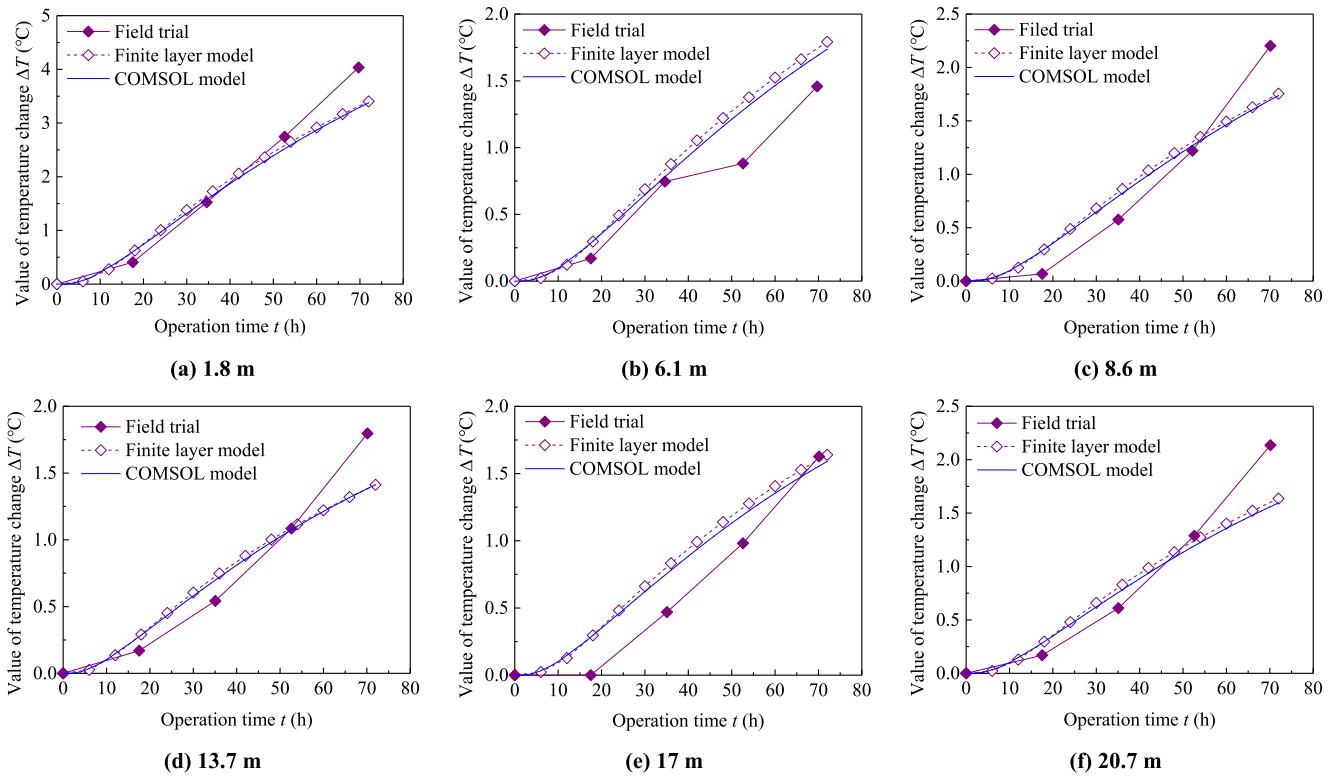 Value of temperature change ΔT (°C)
5
4
3
2
1
0
Field trial
Finite layer model
COMSOL model
0 10 20 30 40 50 60 70 80
Operation time t (h)
(a) 1.8 m
Value of temperature change ΔT (°C)
2.0
1.5
1.0
0.5
0.0
Field trial
Finite layer model
COMSOL model
0 10 20 30 40 50 60 70 80
Operation time t (h)
(b) 6.1 m
Value of temperature change ΔT (°C)
2.5
2.0
1.5
1.0
0.5
0.0
Filed trial
Finite layer model
COMSOL model
0 10 20 30 40 50 60 70 80
Operation time t (h)
(c) 8.6 m
Value of temperature change ΔT (°C)
2.0
1.5
1.0
0.5
0.0
Field trial
Finite layer model
COMSOL model
0 10 20 30 40 50 60 70 80
Operation time t (h)
(d) 13.7 m
Value of temperature change ΔT (°C)
2.0
1.5
1.0
0.5
0.0
Field trial
Finite layer model
COMSOL model
0 10 20 30 40 50 60 70 80
Operation time t (h)
(e) 17 m
Value of temperature change ΔT (°C)
2.5
2.0
1.5
1.0
0.5
0.0
Field trial
Finite layer model
COMSOL model
0 10 20 30 40 50 60 70 80
Operation time t (h)
(f) 20.7 m